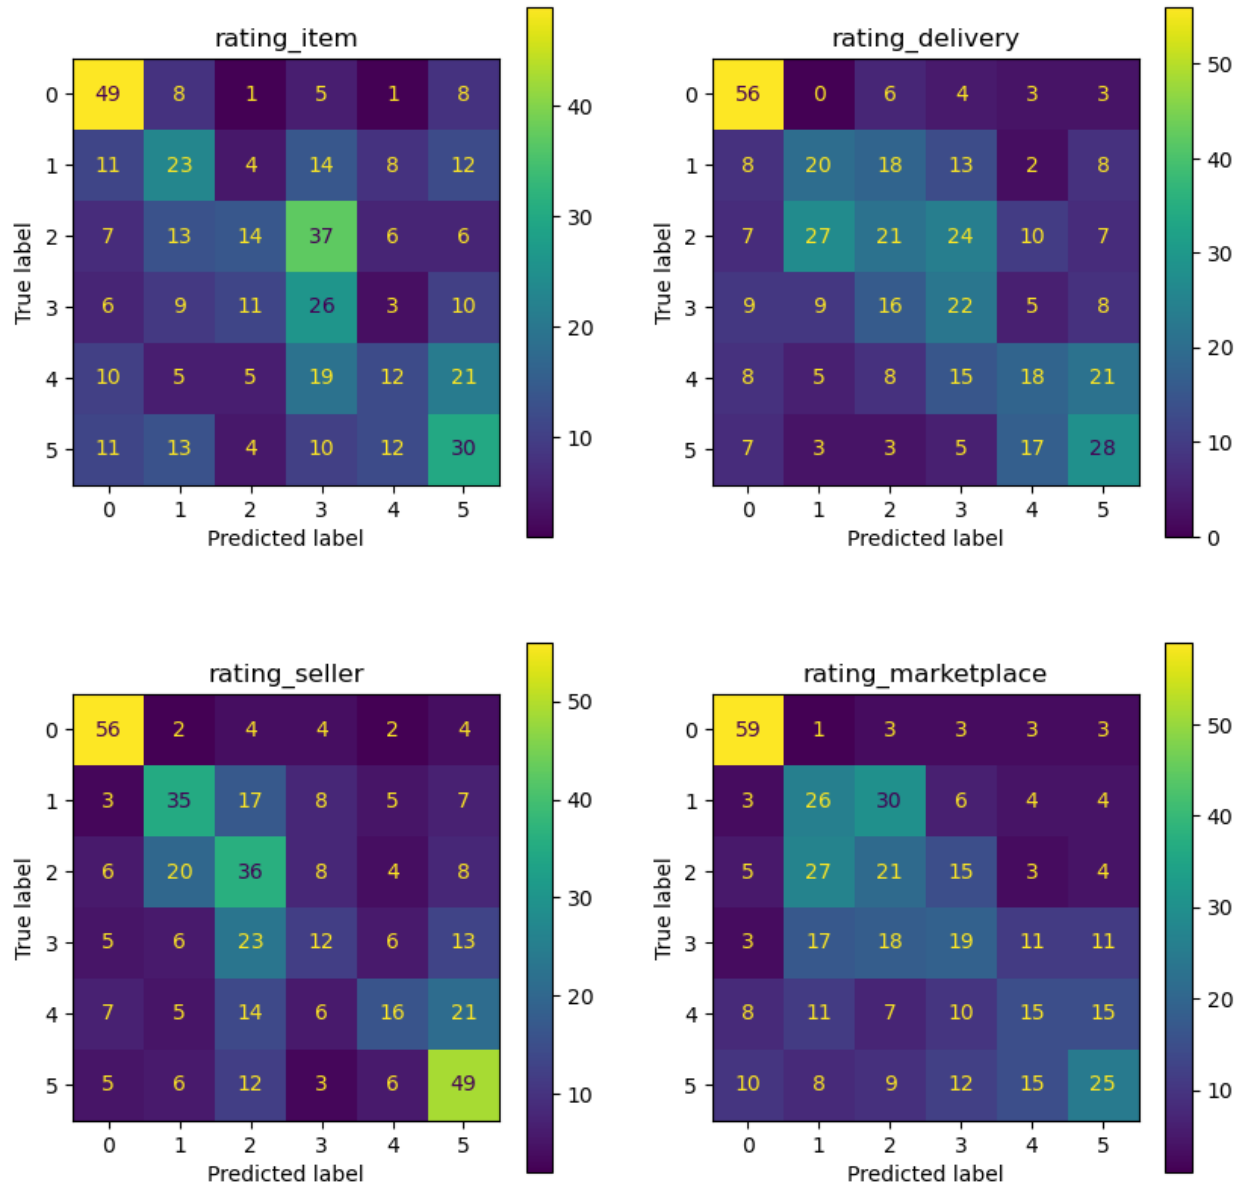 rating_item
0 49 8 1 5 1 8
1 11 23 4 14 8 12
2 7 13 14 37 6 6
3 6 9 11 26 3 10
4 10 5 5 19 12 21
5 11 13 4 10 12 30
0 1 2 3 4 5
Predicted label
True label
40
30
20
10
rating_delivery
0 56 0 6 4 3 3
1 8 20 18 13 2 8
2 7 27 21 24 10 7
3 9 9 16 22 5 8
4 8 5 8 15 18 21
5 7 3 3 5 17 28
0 1 2 3 4 5
Predicted label
True label
50
40
30
20
10
0
rating_seller
0 56 2 4 4 2 4
1 3 35 17 8 5 7
2 6 20 36 8 4 8
3 5 6 23 12 6 13
4 7 5 14 6 16 21
5 5 6 12 3 6 49
0 1 2 3 4 5
Predicted label
True label
50
40
30
20
10
rating_marketplace
0 59 1 3 3 3 3
1 3 26 30 6 4 4
2 5 27 21 15 3 4
3 3 17 18 19 11 11
4 8 11 7 10 15 15
5 10 8 9 12 15 25
0 1 2 3 4 5
Predicted label
True label
50
40
30
20
10